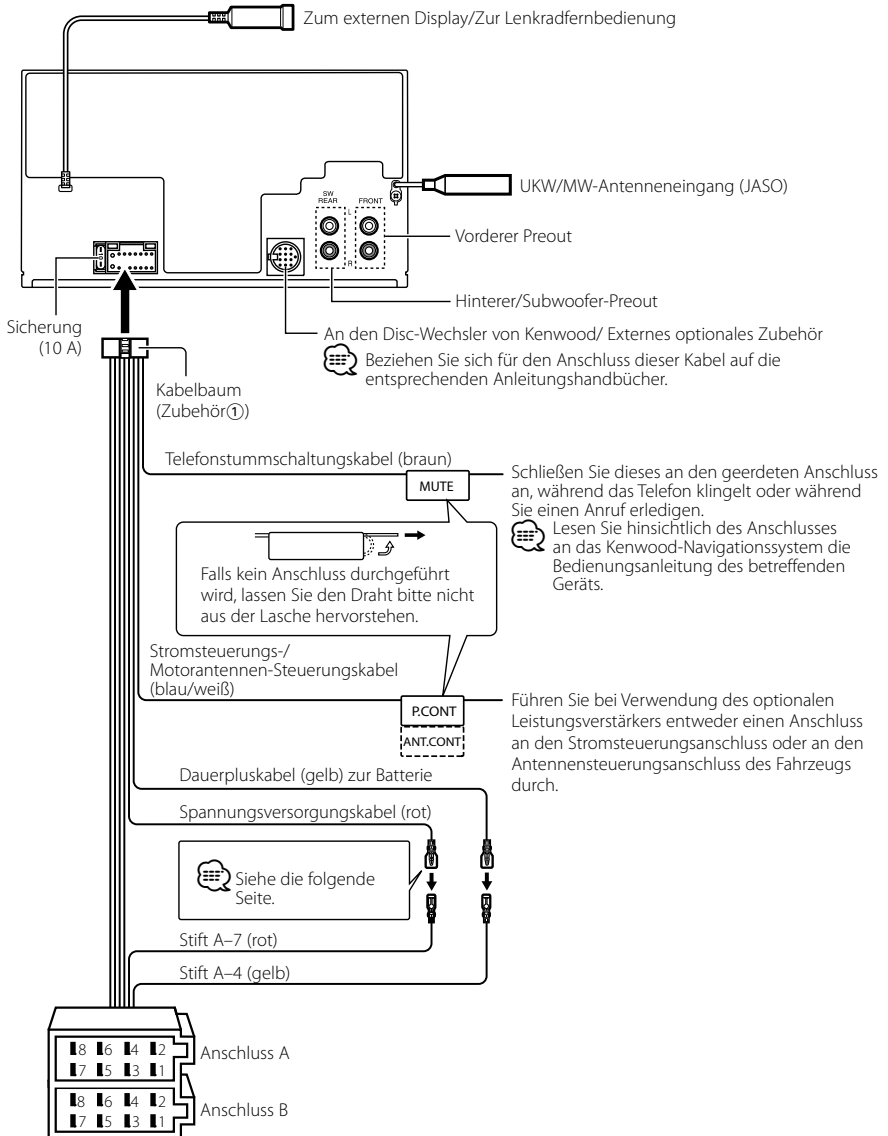 Zum externen Display/Zur Lenkradfernbedienung
UKW/MW-Antenneneingang (JASO)
SW
REAR
FRONT
L
R
Vorderer Preout
Hinterer/Subwoofer-Preout
Sicherung
(10 A)
An den Disc-Wechsler von Kenwood/ Externes optionales Zubehör
Beziehen Sie sich für den Anschluss dieser Kabel auf die
entsprechenden Anleitungshandbücher.
Kabelbaum
(Zubehör①)
Telefonstummschaltungskabel (braun)
MUTE
Schließen Sie dieses an den geerdeten Anschluss
an, während das Telefon klingelt oder während
Sie einen Anruf erledigen.
Lesen Sie hinsichtlich des Anschlusses
an das Kenwood-Navigationssystem die
Bedienungsanleitung des betreffenden
Geräts.
Falls kein Anschluss durchgeführt
wird, lassen Sie den Draht bitte nicht
aus der Lasche hervorstehen.
Stromsteuerungs-/
Motorantennen-Steuerungskabel
(blau/weiß)
P.CONT
ANT.CONT
Führen Sie bei Verwendung des optionalen
Leistungsverstärkers entweder einen Anschluss
an den Stromsteuerungsanschluss oder an den
Antennensteuerungsanschluss des Fahrzeugs
durch.
Dauerpluskabel (gelb) zur Batterie
Spannungsversorgungskabel (rot)
Siehe die folgende
Seite.
Stift A–7 (rot)
Stift A–4 (gelb)
8 6 4 2
7 5 3 1
Anschluss A
8 6 4 2
7 5 3 1
Anschluss B